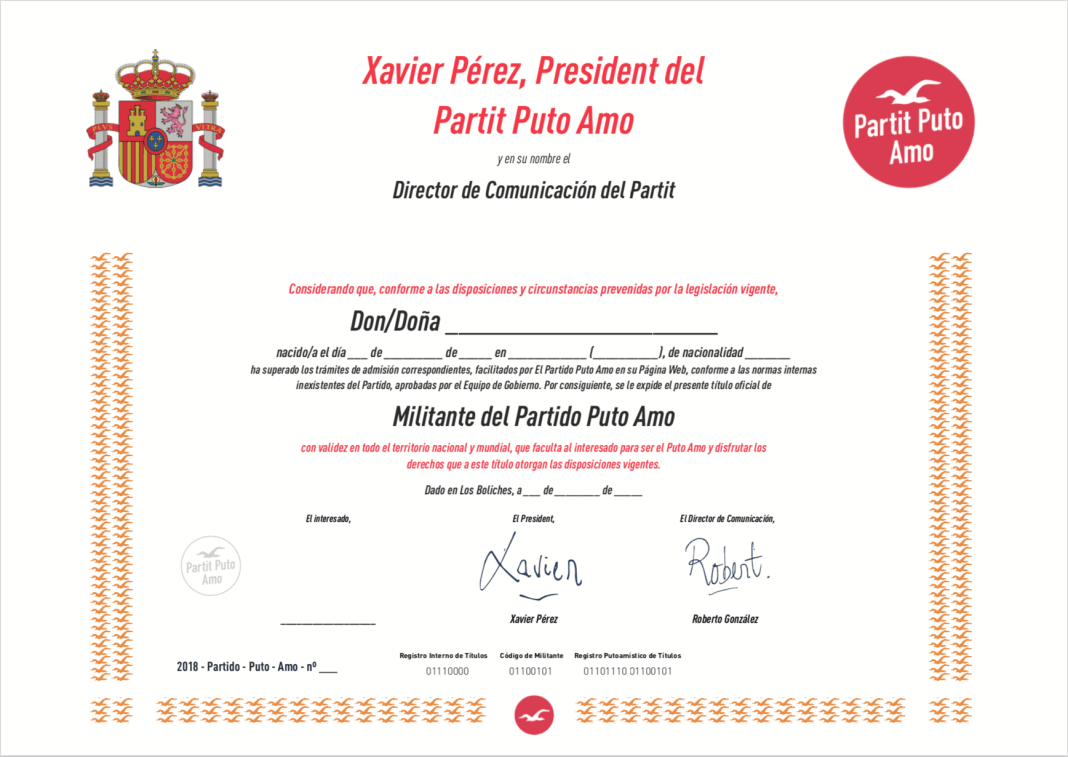 Xavier Pérez, President del
Partit Puto Amo
y en su nombre el
Director de Comunicación del Partit
PLUS VLTRA
Partit Puto
Amo
Considerando que, conforme a las disposiciones y circunstancias prevenidas por la legislación vigente,
Don/Doña ______________________
nacido/a el día ___ de __________ de _____ en _____________ (___________), de nacionalidad _______
ha superado los trámites de admisión correspondientes, facilitados por El Partido Puto Amo en su Página Web, conforme a las normas internas
inexistentes del Partido, aprobadas por el Equipo de Gobierno. Por consiguiente, se le expide el presente título oficial de
Militante del Partido Puto Amo
con validez en todo el territorio nacional y mundial, que faculta al interesado para ser el Puto Amo y disfrutar los
derechos que a este título otorgan las disposiciones vigentes.
Dado en Los Boliches, a ___ de ________ de _____
El interesado, El President, El Director de Comunicación,
Partit Puto
Amo
Xavier Robert.
___________________ Xavier Pérez Roberto González
Registro Interno de Títulos Código de Militante Registro Putoamístico de Títulos
2018 - Partido - Puto - Amo - nº ___ 01110000 01100101 01101110 01100101